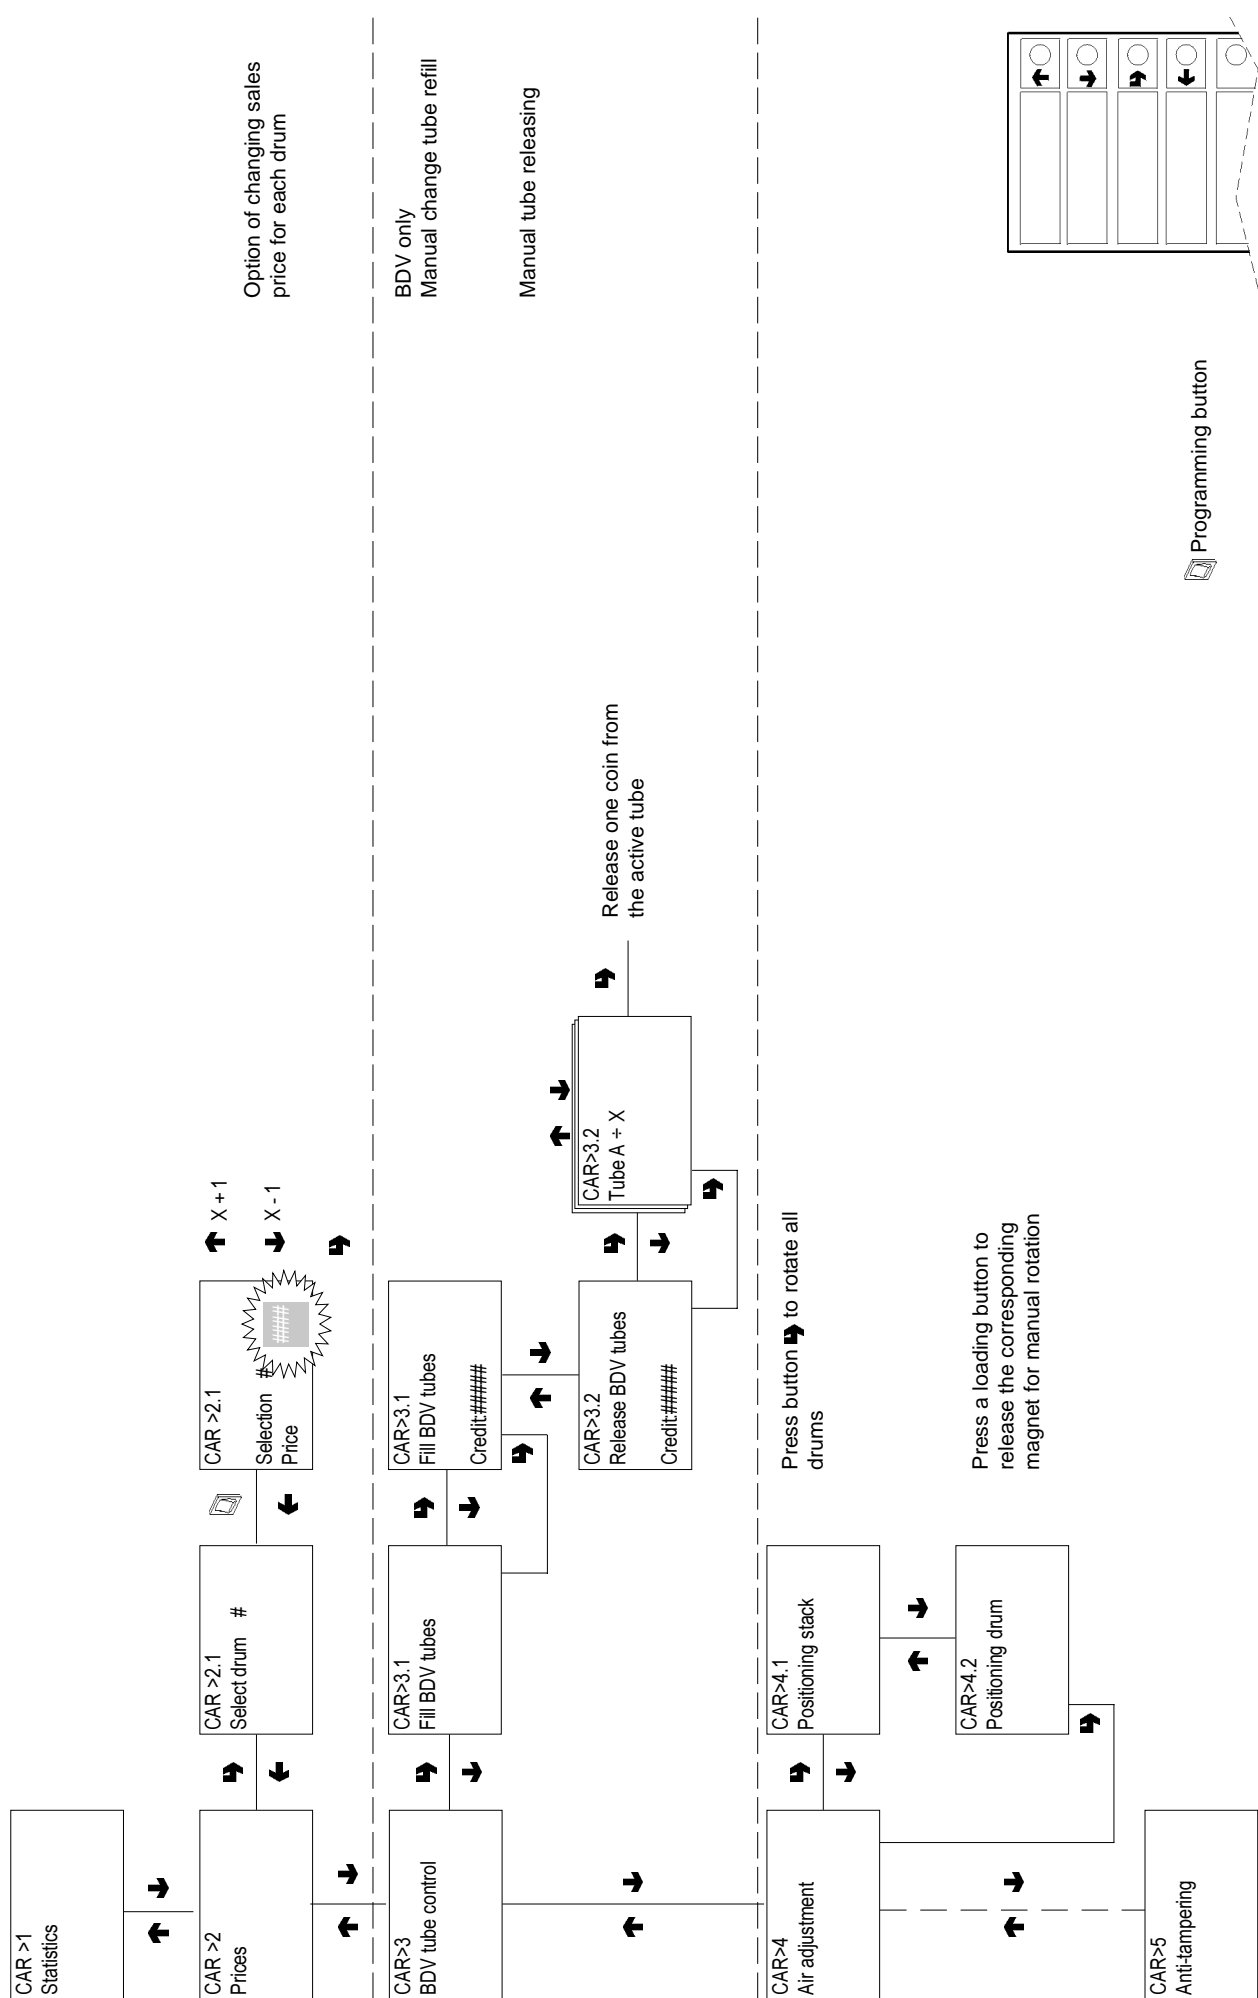 CAR >1
Statistics
CAR >2
Prices
CAR >2.1
Select drum #
CAR >2.1
Selection #
Price ####
X + 1
X - 1
Option of changing sales
price for each drum
CAR>3
BDV tube control
CAR>3.1
Fill BDV tubes
CAR>3.1
Fill BDV tubes
Credit:#####
BDV only
Manual change tube refill
CAR>3.2
Release BDV tubes
Credit:#####
CAR>3.2
Tube A ÷ X
Release one coin from
the active tube
Manual tube releasing
CAR>4
Air adjustment
CAR>4.1
Positioning stack
Press button to rotate all
drums
CAR>4.2
Positioning drum
Press a loading button to
release the corresponding
magnet for manual rotation
CAR>5
Anti-tampering
Programming button